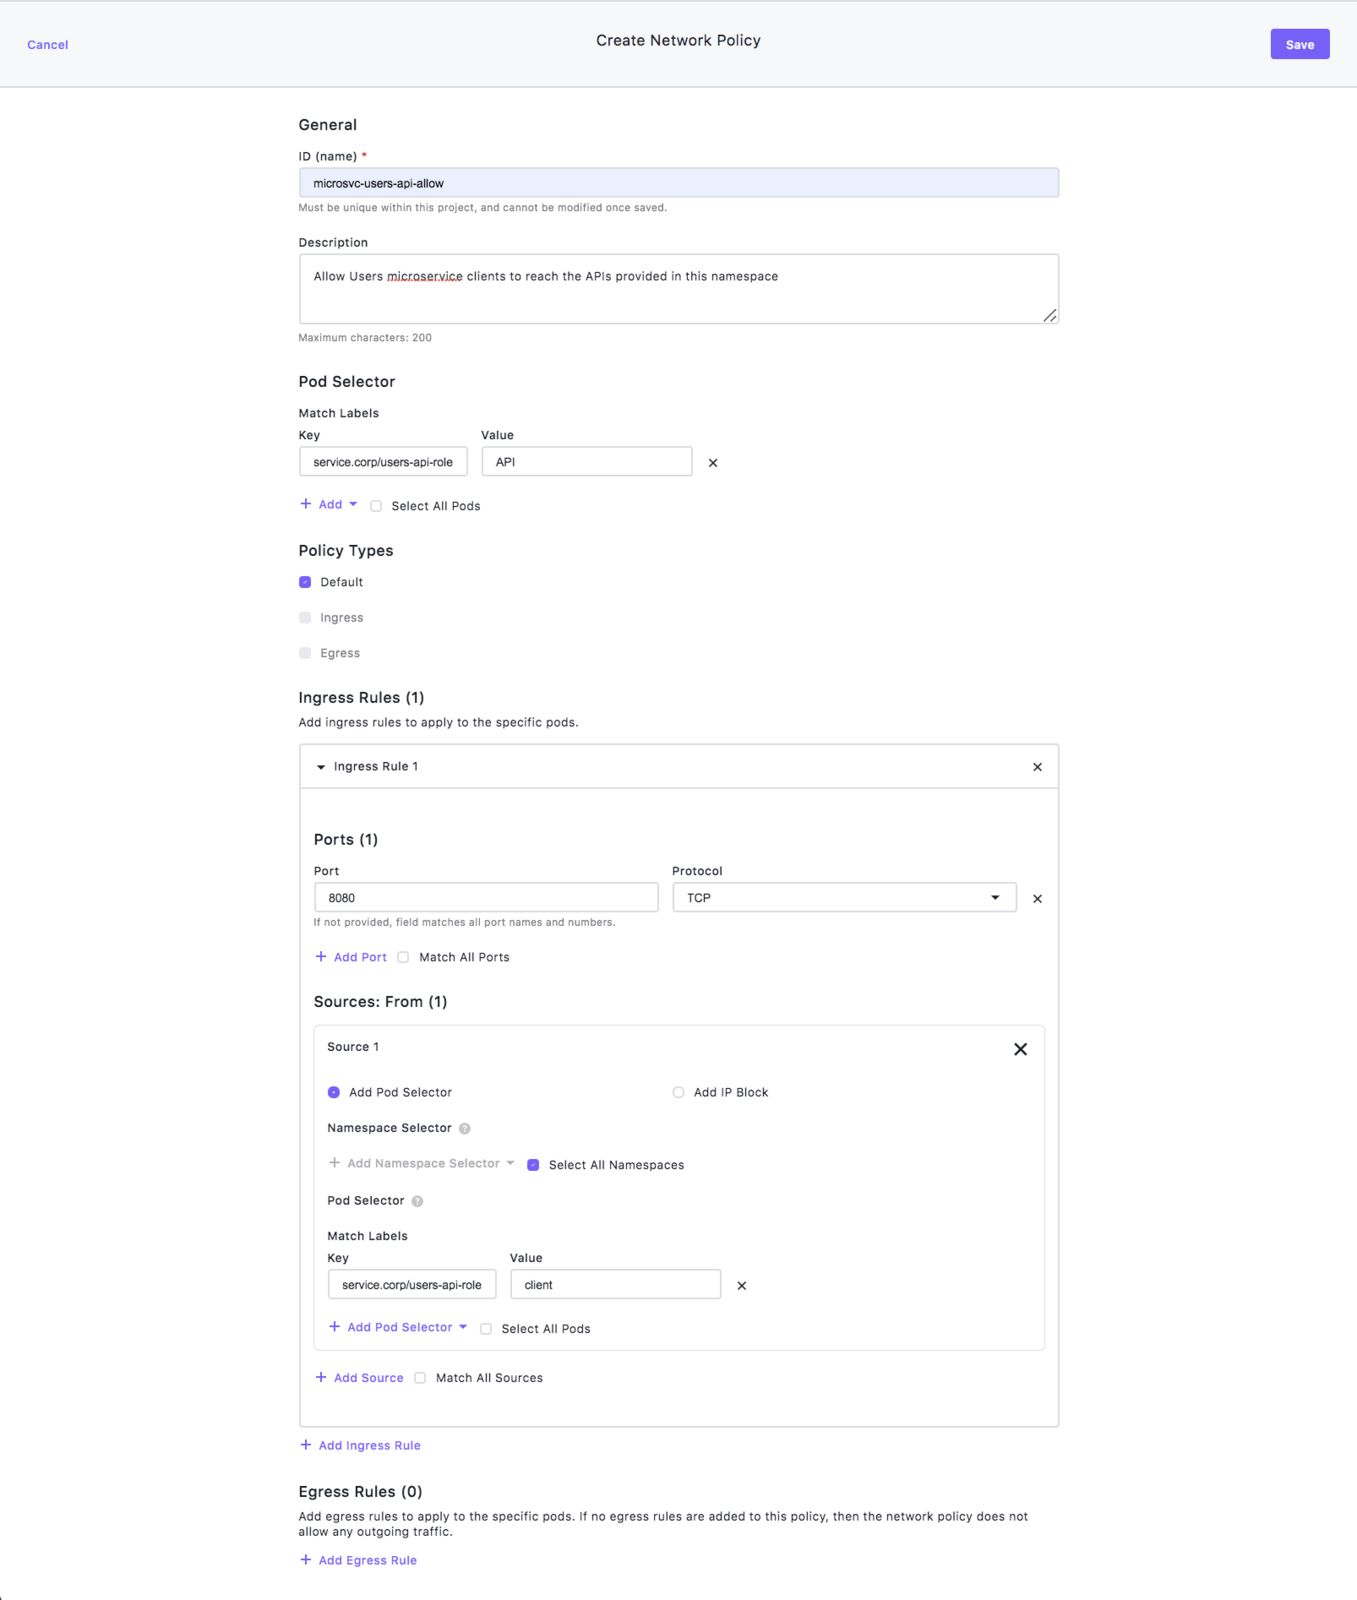 Cancel
Create Network Policy
Save
General
ID (name) *
microsvc-users-api-allow
Must be unique within this project, and cannot be modified once saved.
Description
Allow Users microservice clients to reach the APIs provided in this namespace
Maximum characters: 200
Pod Selector
Match Labels
Key Value
service.corp/users-api-role API
+ Add Select All Pods
Policy Types
Default
Ingress
Egress
Ingress Rules (1)
Add ingress rules to apply to the specific pods.
Ingress Rule 1
Ports (1)
Port Protocol
8080 TCP
If not provided, field matches all port names and numbers.
+ Add Port Match All Ports
Sources: From (1)
Source 1
Add Pod Selector Add IP Block
Namespace Selector ?
+ Add Namespace Selector Select All Namespaces
Pod Selector ?
Match Labels
Key Value
service.corp/users-api-role client
+ Add Pod Selector Select All Pods
+ Add Source Match All Sources
+ Add Ingress Rule
Egress Rules (0)
Add egress rules to apply to the specific pods. If no egress rules are added to this policy, then the network policy does not
allow any outgoing traffic.
+ Add Egress Rule